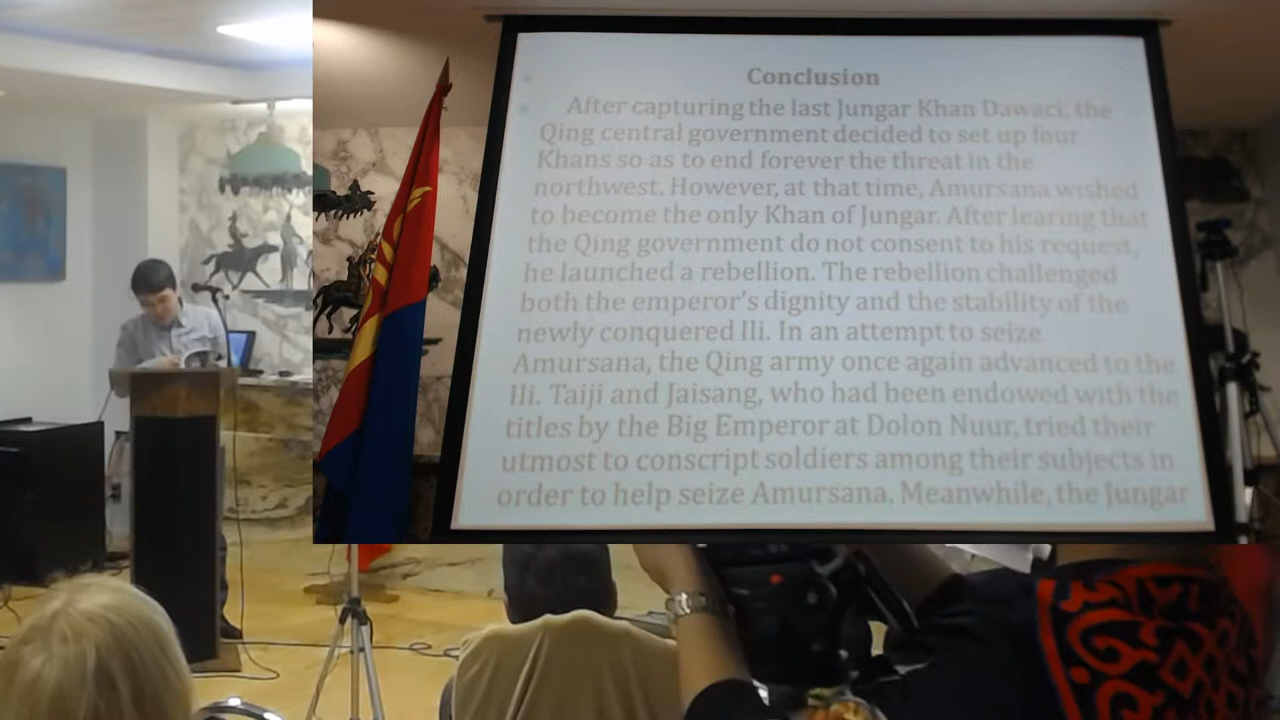 Conclusion
After capturing the last Jungar Khan Dawaci, the
Qing central government decided to set up four
Khans so as to end forever the threat in the
northwest. However, at that time, Amursana wished
to become the only Khan of Jungar. After learing that
the Qing government do not consent to his request,
he launched a rebellion. The rebellion challenged
both the emperor's dignity and the stability of the
newly conquered Ili. In an attempt to seize
Amursana, the Qing army once again advanced to the
Ili. Taiji and Jaisang, who had been endowed with the
titles by the Big Emperor at Dolon Nuur, tried their
utmost to conscript soldiers among their subjects in
order to help seize Amursana. Meanwhile, the Jungar